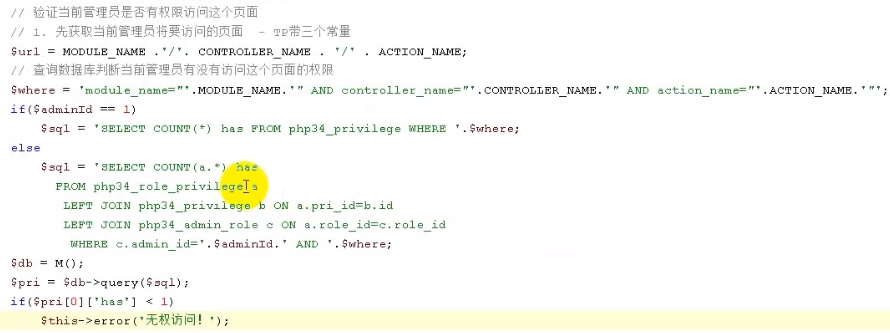 // 验证当前管理员是否有权限访问这个页面
// 1. 先获取当前管理员将要访问的页面  - TP带三个常量
$url = MODULE_NAME .'/'. CONTROLLER_NAME . '/' . ACTION_NAME;
// 查询数据库判断当前管理员有没有访问这个页面的权限
$where = 'module_name="'.MODULE_NAME.'" AND controller_name="'.CONTROLLER_NAME.'" AND action_name="'.ACTION_NAME.'"';
if($adminId == 1)
$sql = 'SELECT COUNT(*) has FROM php34_privilege WHERE '.$where;
else
$sql = 'SELECT COUNT(a.*) has
FROM php34_role_privilege a
LEFT JOIN php34_privilege b ON a.pri_id=b.id
LEFT JOIN php34_admin_role c ON a.role_id=c.role_id
WHERE c.admin_id='.$adminId.' AND '.$where;
$db = M();
$pri = $db->query($sql);
if($pri[0]['has'] < 1)
$this->error('无权访问！');